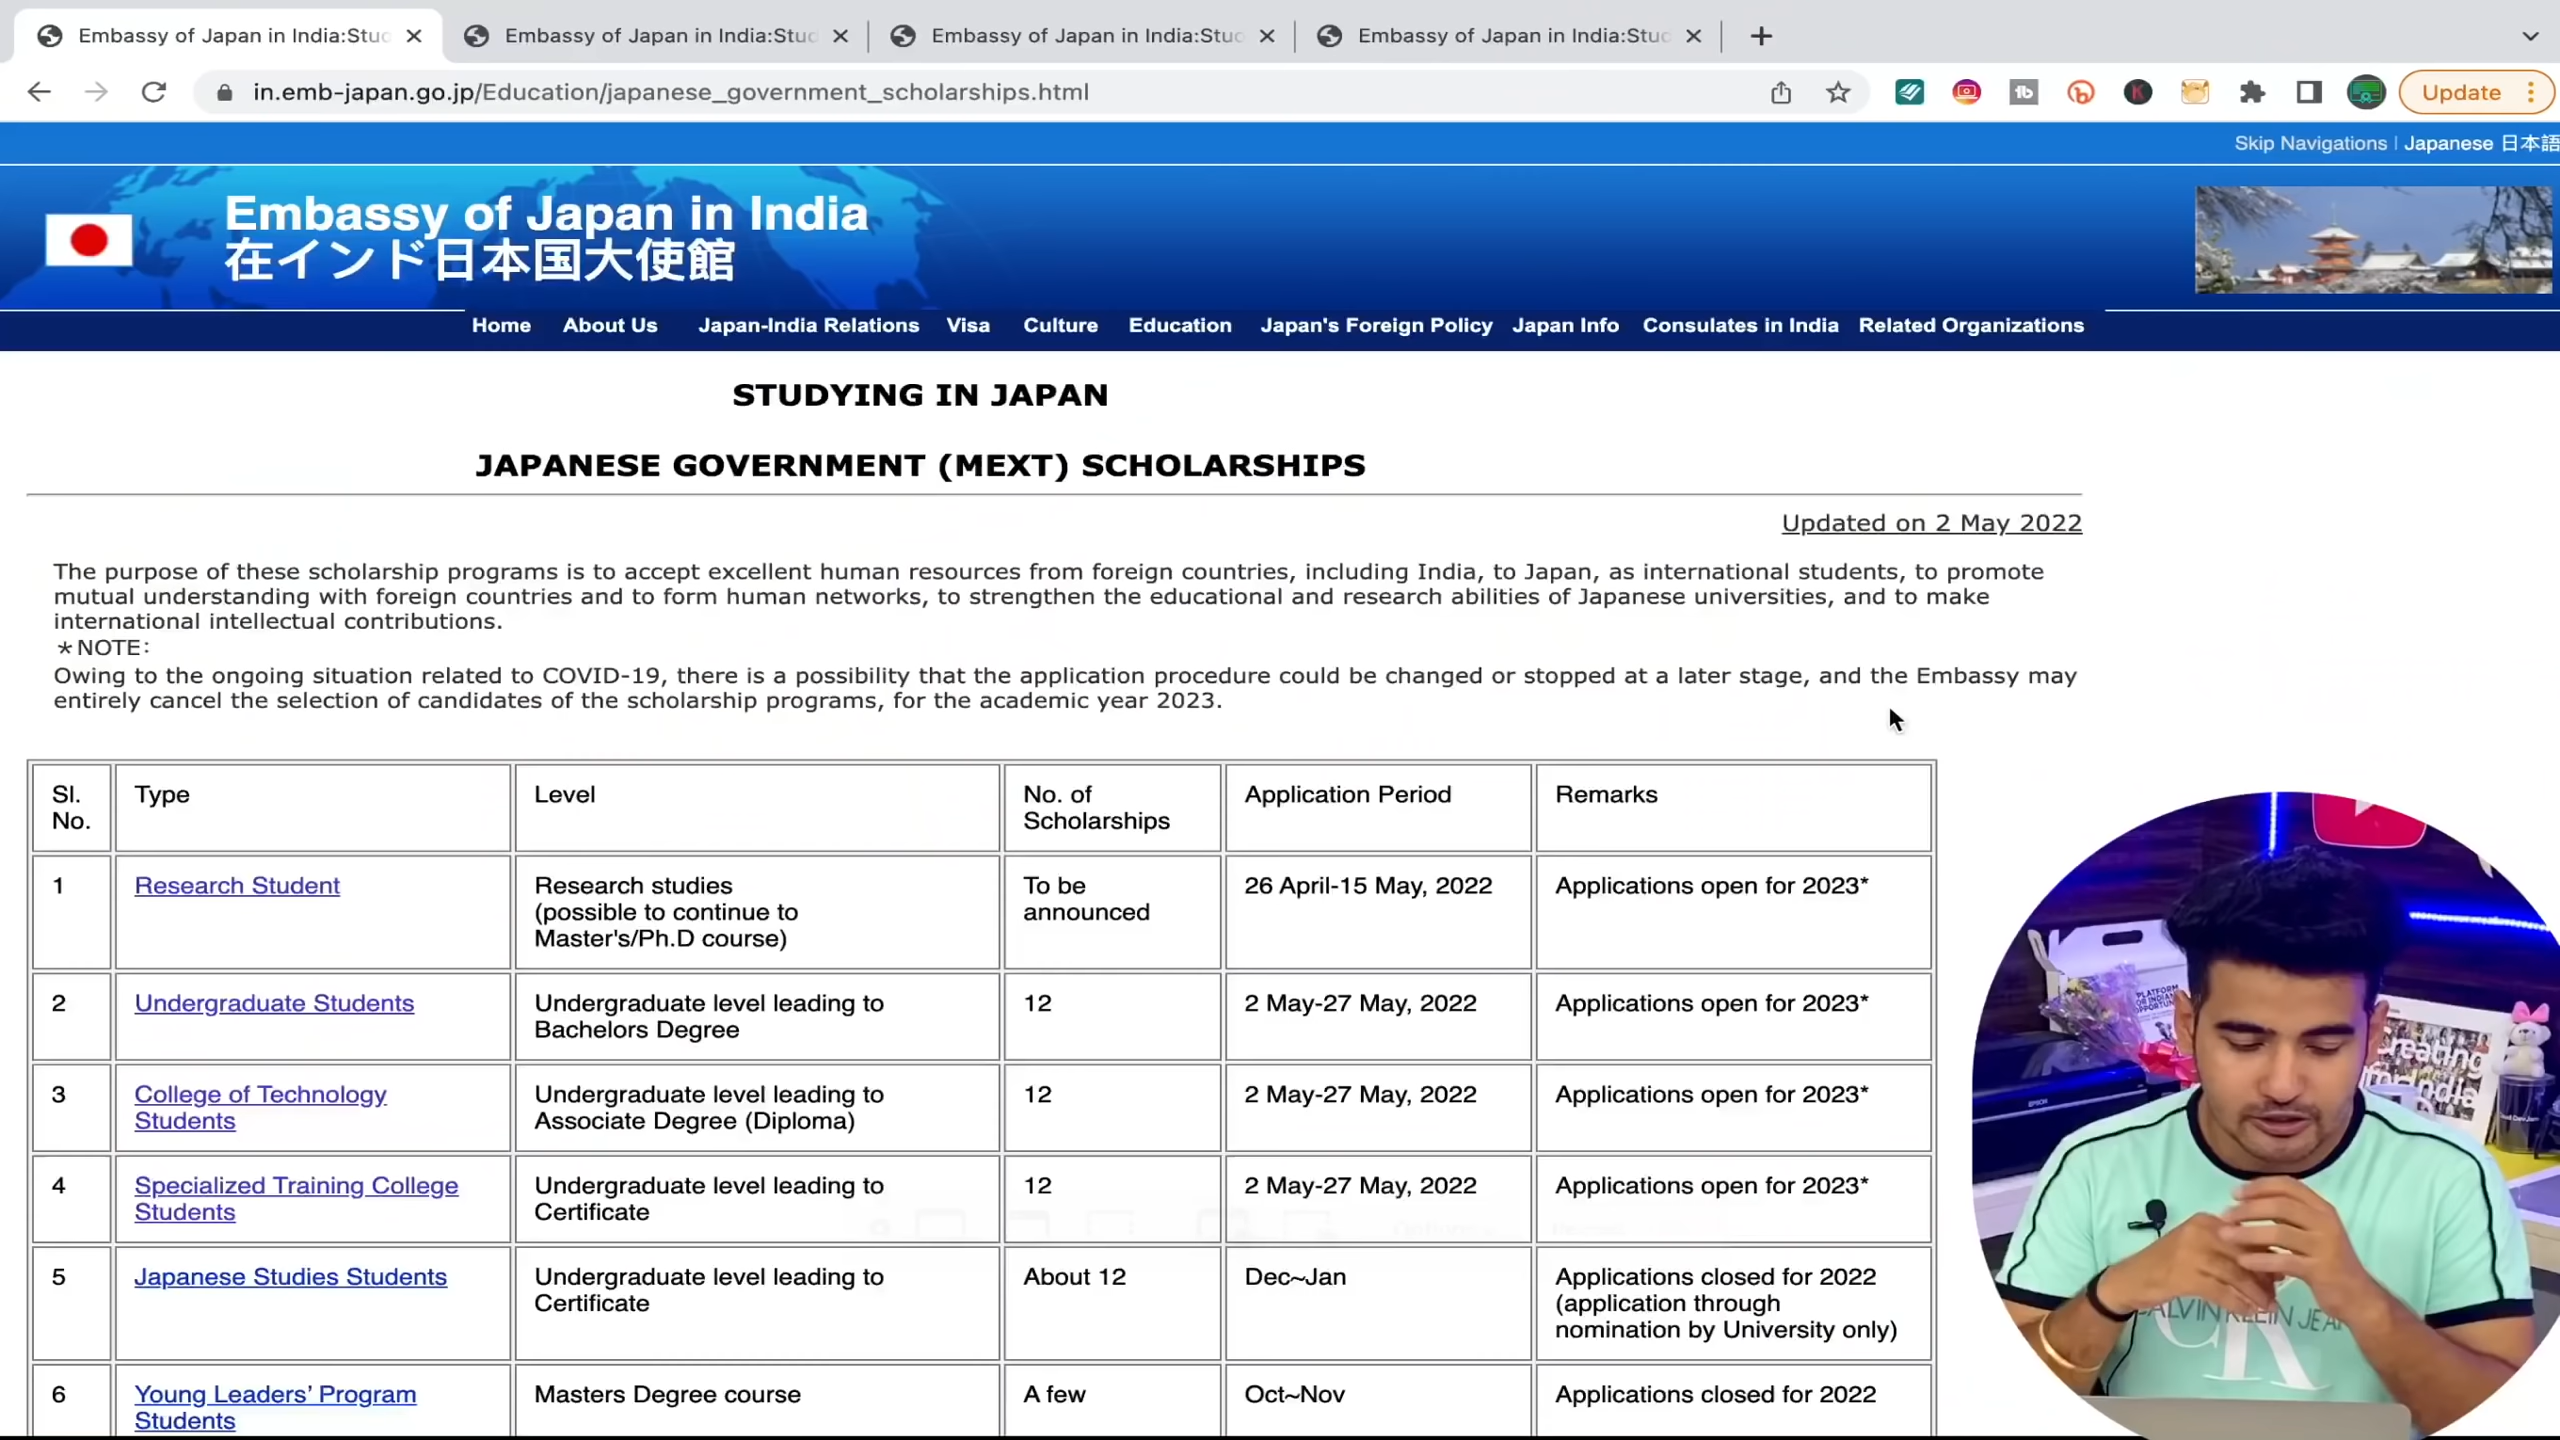 Embassy of Japan in India:Stu
Embassy of Japan in India:Stu
Embassy of Japan in India:Stu
Embassy of Japan in India:Stu
in.emb-japan.go.jp/Education/japanese_government_scholarships.html
Update
Skip Navigations | Japanese 日本語
Embassy of Japan in India
在インド日本国大使館
Home About Us Japan-India Relations Visa Culture Education Japan's Foreign Policy Japan Info Consulates in India Related Organizations
STUDYING IN JAPAN
JAPANESE GOVERNMENT (MEXT) SCHOLARSHIPS
Updated on 2 May 2022
The purpose of these scholarship programs is to accept excellent human resources from foreign countries, including India, to Japan, as international students, to promote
mutual understanding with foreign countries and to form human networks, to strengthen the educational and research abilities of Japanese universities, and to make
international intellectual contributions.
*NOTE:
Owing to the ongoing situation related to COVID-19, there is a possibility that the application procedure could be changed or stopped at a later stage, and the Embassy may
entirely cancel the selection of candidates of the scholarship programs, for the academic year 2023.
Sl. No. Type Level No. of Scholarships Application Period Remarks
1 Research Student Research studies (possible to continue to Master's/Ph.D course) To be announced 26 April-15 May, 2022 Applications open for 2023*
2 Undergraduate Students Undergraduate level leading to Bachelors Degree 12 2 May-27 May, 2022 Applications open for 2023*
3 College of Technology Students Undergraduate level leading to Associate Degree (Diploma) 12 2 May-27 May, 2022 Applications open for 2023*
4 Specialized Training College Students Undergraduate level leading to Certificate 12 2 May-27 May, 2022 Applications open for 2023*
5 Japanese Studies Students Undergraduate level leading to Certificate About 12 Dec~Jan Applications closed for 2022 (application through nomination by University only)
6 Young Leaders' Program Students Masters Degree course A few Oct~Nov Applications closed for 2022
PLATFORM
Creating
India
EPSON
CALVIN KLEIN JEA
CK